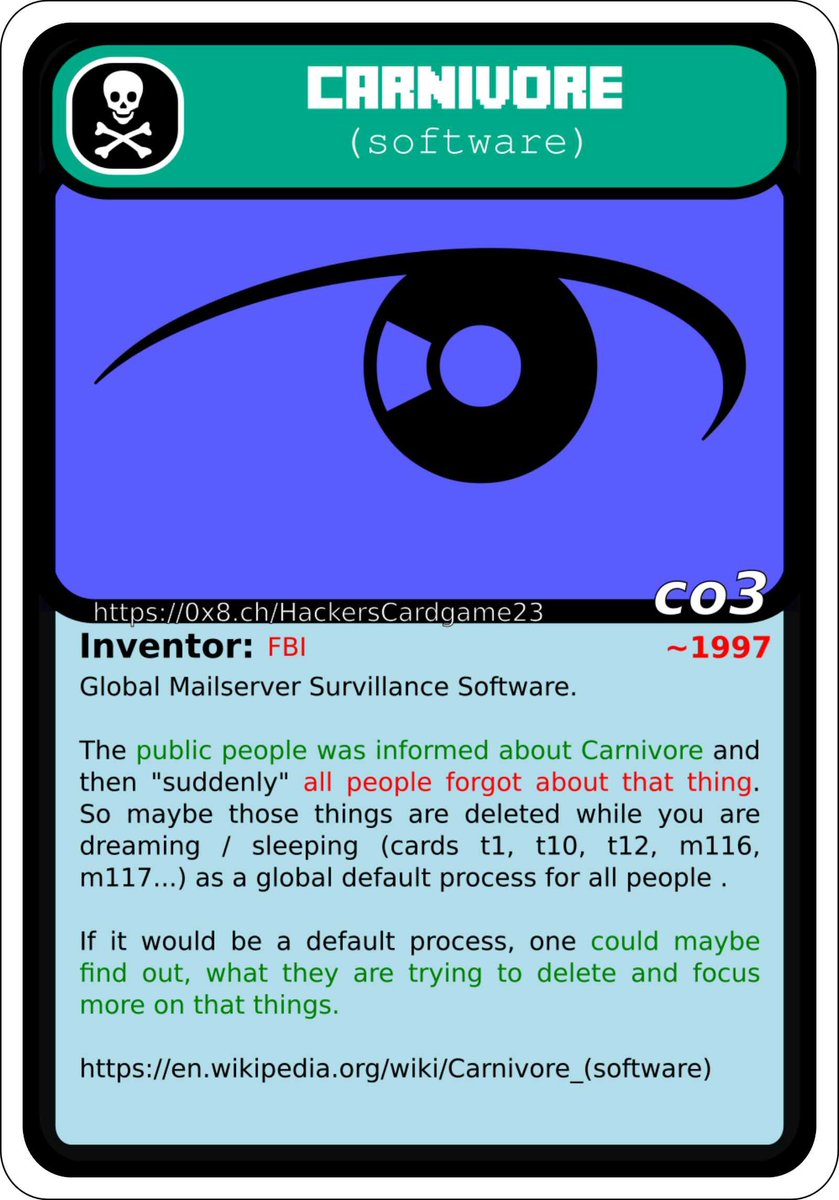 CARNIVORE
(software)
co3
https://0x8.ch/HackersCardgame23
Inventor: FBI ~1997
Global Mailserver Survillance Software.
The public people was informed about Carnivore and
then "suddenly" all people forgot about that thing.
So maybe those things are deleted while you are
dreaming / sleeping (cards t1, t10, t12, m116,
m117...) as a global default process for all people .
If it would be a default process, one could maybe
find out, what they are trying to delete and focus
more on that things.
https://en.wikipedia.org/wiki/Carnivore_(software)